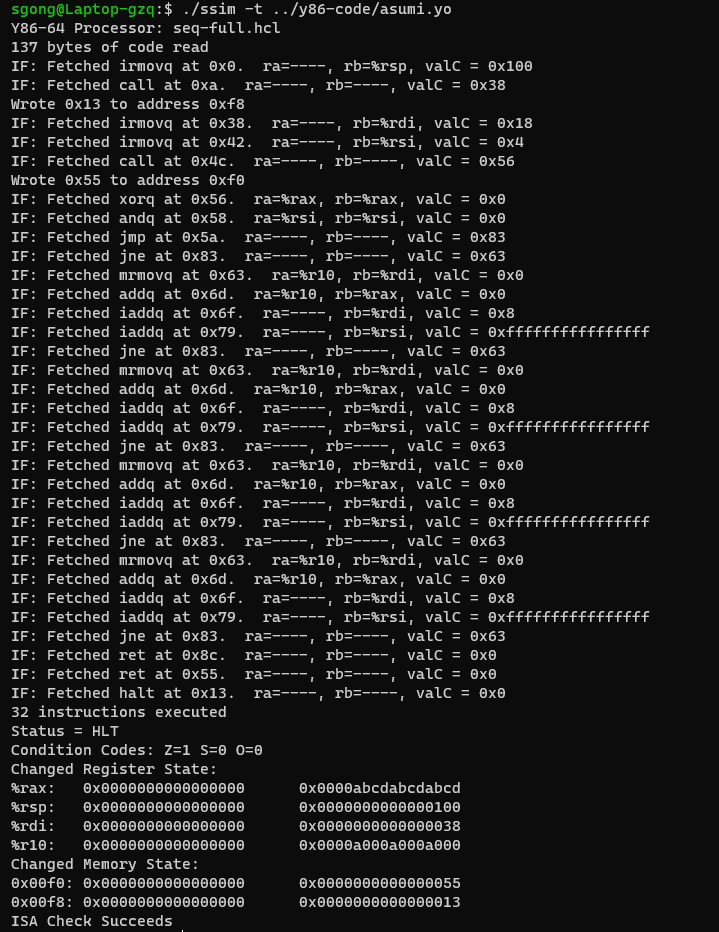 sgong@Laptop-gzq:$ ./ssim -t ../y86-code/asumi.yo
Y86-64 Processor: seq-full.hcl
137 bytes of code read
IF: Fetched irmovq at 0x0.  ra=----, rb=%rsp, valC = 0x100
IF: Fetched call at 0xa.  ra=----, rb=----, valC = 0x38
Wrote 0x13 to address 0xf8
IF: Fetched irmovq at 0x38.  ra=----, rb=%rdi, valC = 0x18
IF: Fetched irmovq at 0x42.  ra=----, rb=%rsi, valC = 0x4
IF: Fetched call at 0x4c.  ra=----, rb=----, valC = 0x56
Wrote 0x55 to address 0xf0
IF: Fetched xorq at 0x56.  ra=%rax, rb=%rax, valC = 0x0
IF: Fetched andq at 0x58.  ra=%rsi, rb=%rsi, valC = 0x0
IF: Fetched jmp at 0x5a.  ra=----, rb=----, valC = 0x83
IF: Fetched jne at 0x83.  ra=----, rb=----, valC = 0x63
IF: Fetched mrmovq at 0x63.  ra=%r10, rb=%rdi, valC = 0x0
IF: Fetched addq at 0x6d.  ra=%r10, rb=%rax, valC = 0x0
IF: Fetched iaddq at 0x6f.  ra=----, rb=%rdi, valC = 0x8
IF: Fetched iaddq at 0x79.  ra=----, rb=%rsi, valC = 0xffffffffffffffff
IF: Fetched jne at 0x83.  ra=----, rb=----, valC = 0x63
IF: Fetched mrmovq at 0x63.  ra=%r10, rb=%rdi, valC = 0x0
IF: Fetched addq at 0x6d.  ra=%r10, rb=%rax, valC = 0x0
IF: Fetched iaddq at 0x6f.  ra=----, rb=%rdi, valC = 0x8
IF: Fetched iaddq at 0x79.  ra=----, rb=%rsi, valC = 0xffffffffffffffff
IF: Fetched jne at 0x83.  ra=----, rb=----, valC = 0x63
IF: Fetched mrmovq at 0x63.  ra=%r10, rb=%rdi, valC = 0x0
IF: Fetched addq at 0x6d.  ra=%r10, rb=%rax, valC = 0x0
IF: Fetched iaddq at 0x6f.  ra=----, rb=%rdi, valC = 0x8
IF: Fetched iaddq at 0x79.  ra=----, rb=%rsi, valC = 0xffffffffffffffff
IF: Fetched jne at 0x83.  ra=----, rb=----, valC = 0x63
IF: Fetched mrmovq at 0x63.  ra=%r10, rb=%rdi, valC = 0x0
IF: Fetched addq at 0x6d.  ra=%r10, rb=%rax, valC = 0x0
IF: Fetched iaddq at 0x6f.  ra=----, rb=%rdi, valC = 0x8
IF: Fetched iaddq at 0x79.  ra=----, rb=%rsi, valC = 0xffffffffffffffff
IF: Fetched jne at 0x83.  ra=----, rb=----, valC = 0x63
IF: Fetched ret at 0x8c.  ra=----, rb=----, valC = 0x0
IF: Fetched ret at 0x55.  ra=----, rb=----, valC = 0x0
IF: Fetched halt at 0x13.  ra=----, rb=----, valC = 0x0
32 instructions executed
Status = HLT
Condition Codes: Z=1 S=0 O=0
Changed Register State:
%rax:   0x0000000000000000      0x0000abcdabcdabcd
%rsp:   0x0000000000000000      0x0000000000000100
%rdi:   0x0000000000000000      0x0000000000000038
%r10:   0x0000000000000000      0x0000a000a000a000
Changed Memory State:
0x00f0: 0x0000000000000000      0x0000000000000055
0x00f8: 0x0000000000000000      0x0000000000000013
ISA Check Succeeds